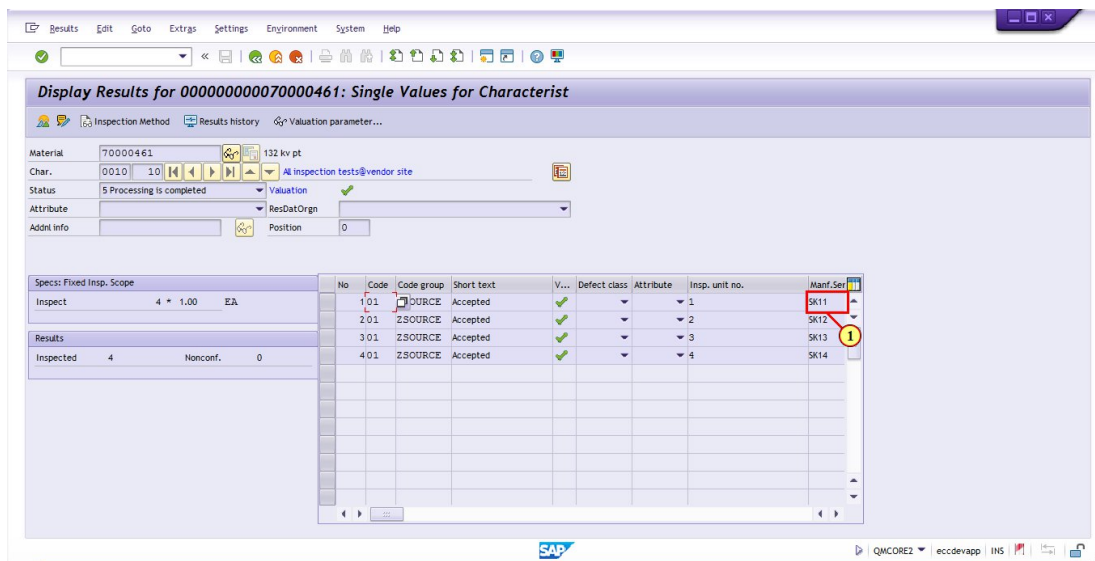 Results Edit Goto Extras Settings Environment System Help
Display Results for 000000000070000461: Single Values for Characterist
Inspection Method Results history Valuation parameter...
Material 70000461 132 kv pt
Char. 0010 10 All inspection tests@vendor site
Status 5 Processing is completed Valuation
Attribute ResDatOrgn
Addnl info Position 0
Specs: Fixed Insp. Scope
Inspect 4 * 1.00 EA
Results
Inspected 4 Nonconf. 0
No Code Code group Short text V... Defect class Attribute Insp. unit no. Manf.Ser
1 01 OURCE Accepted 1 SK11
2 01 ZSOURCE Accepted 2 SK12
1
3 01 ZSOURCE Accepted 3 SK13
4 01 ZSOURCE Accepted 4 SK14
SAP
QMCORE2 eccdevapp INS